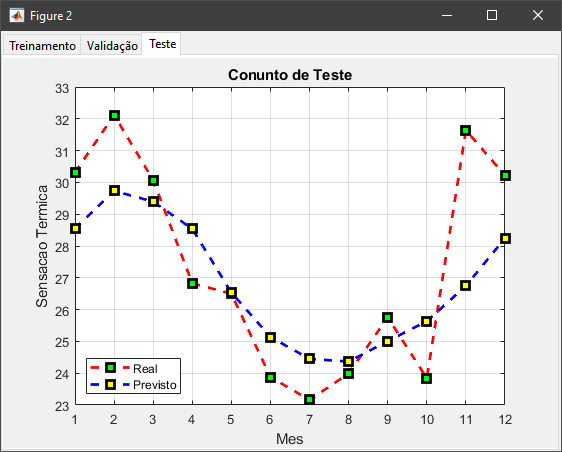 Figure 2
Treinamento Validação Teste
Conunto de Teste
33
32
31
30
29
28
27
26
25
24
23
Sensacao Termica
Real
Previsto
1 2 3 4 5 6 7 8 9 10 11 12
Mes